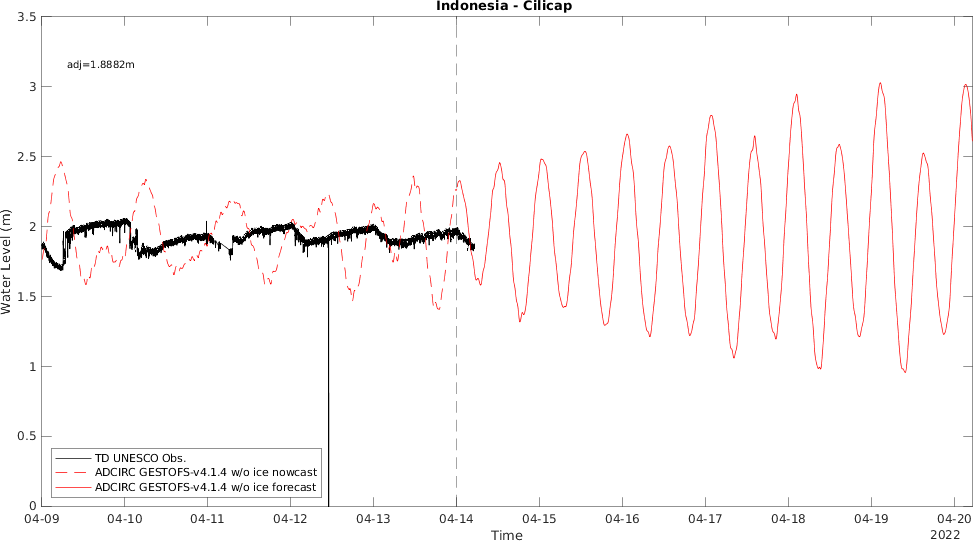 Indonesia - Cilicap
adj=1.8882m
3.5
3
2.5
2
1.5
1
0.5
0
Water Level (m)
TD UNESCO Obs.
ADCIRC GESTOFS-v4.1.4 w/o ice nowcast
ADCIRC GESTOFS-v4.1.4 w/o ice forecast
04-09 04-10 04-11 04-12 04-13 04-14 04-15 04-16 04-17 04-18 04-19 04-20
2022
Time